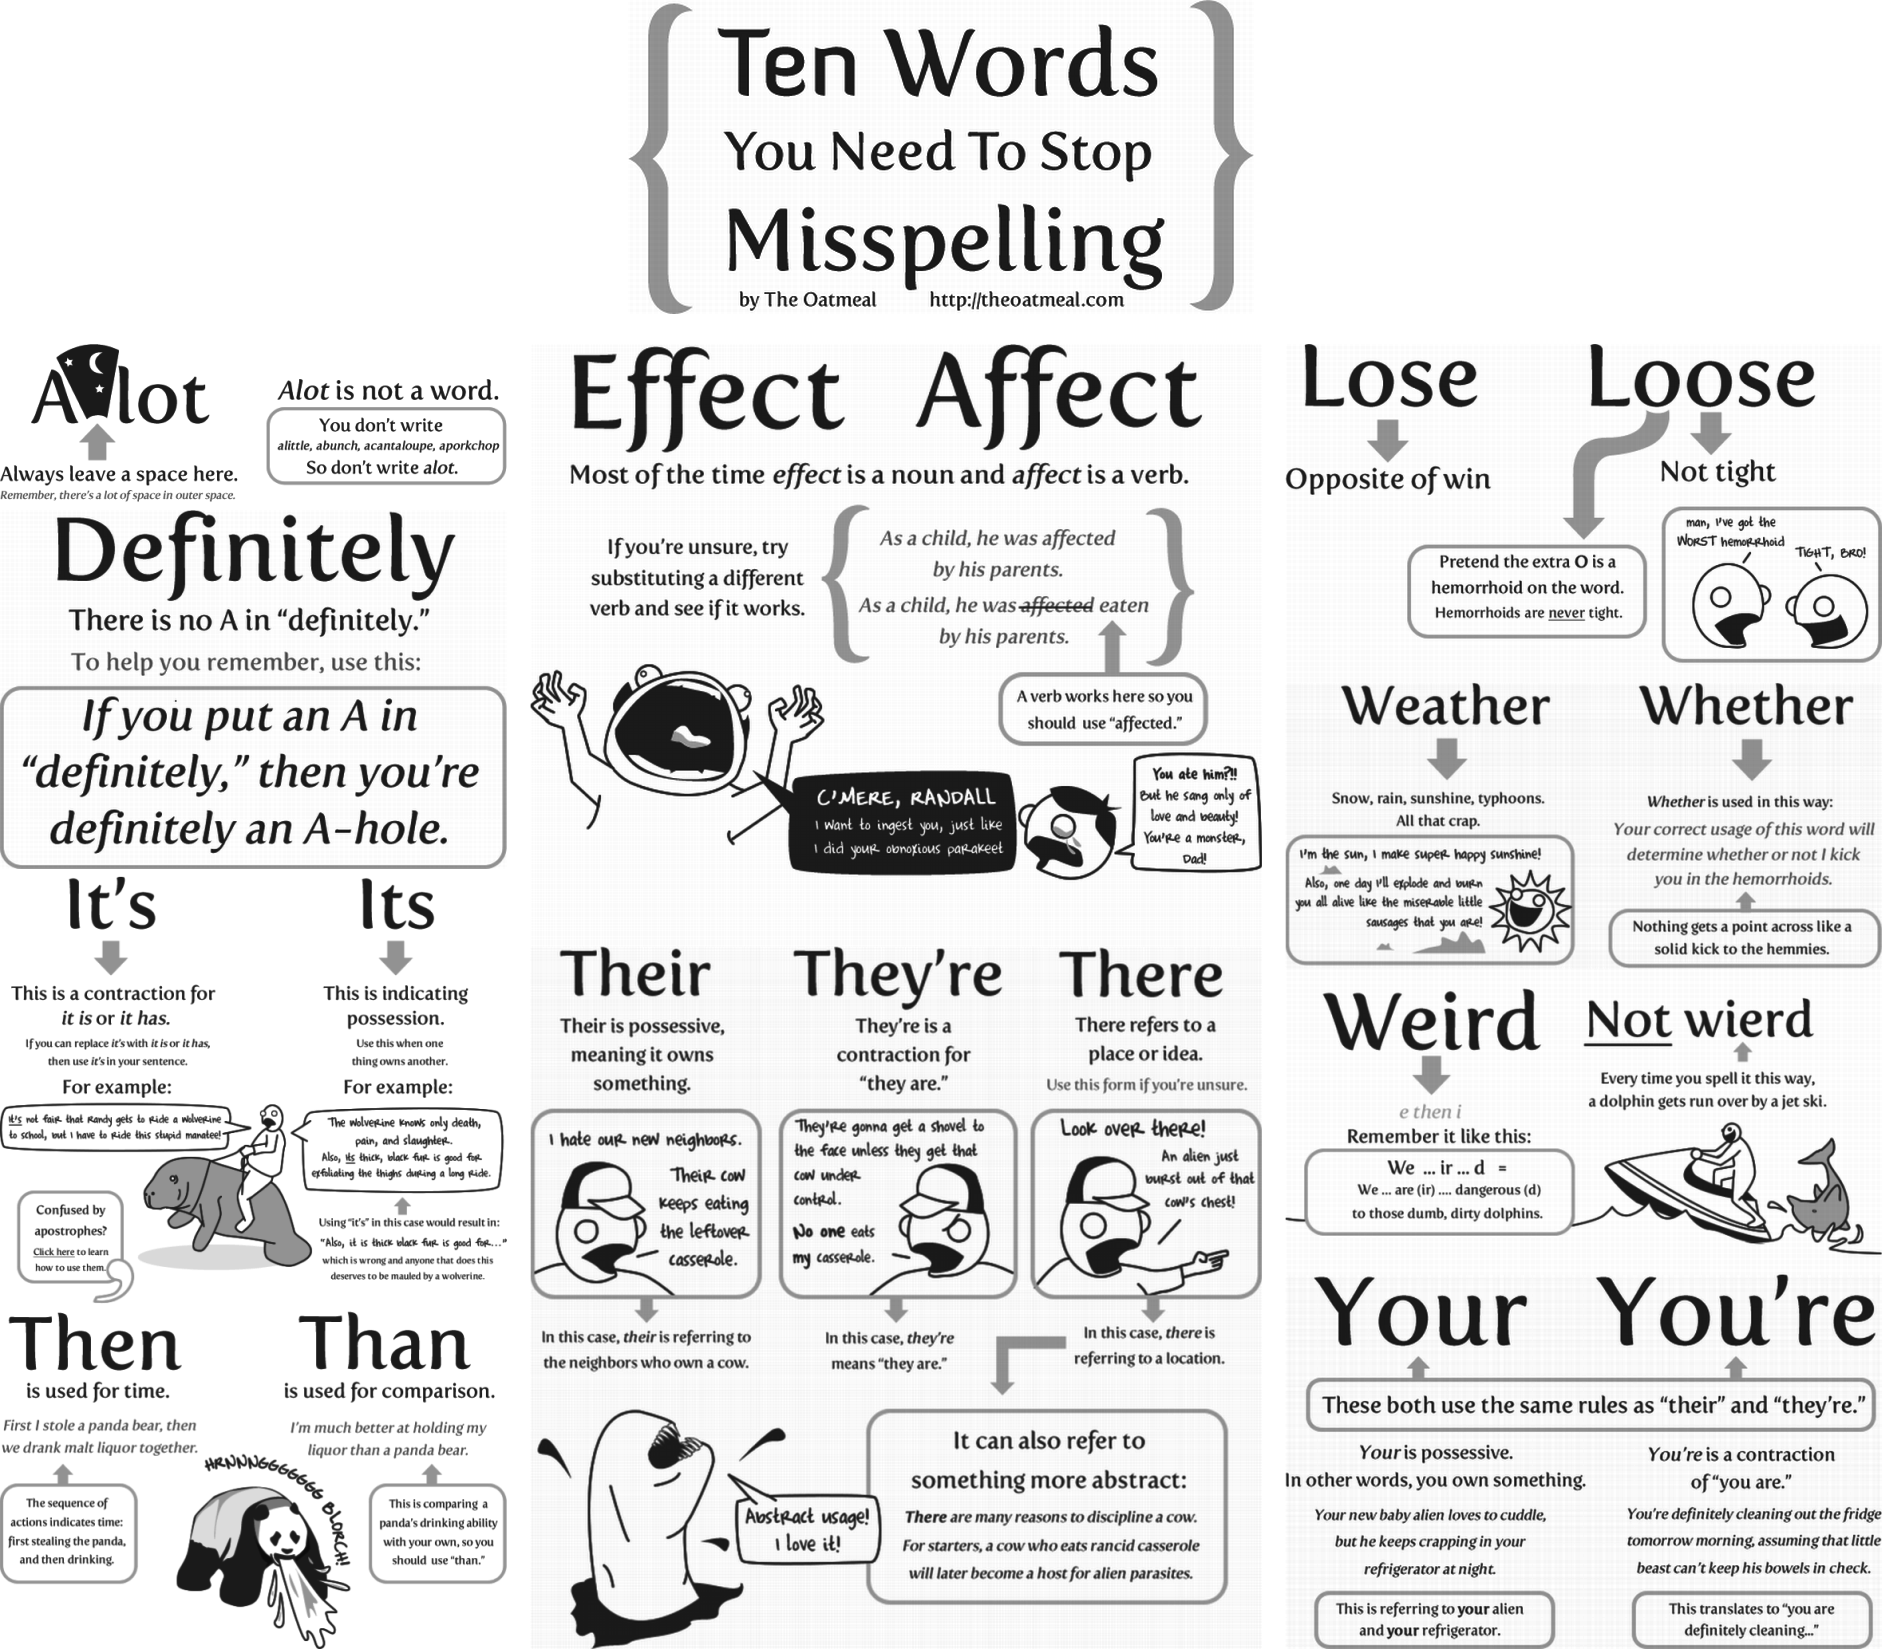 Ten Words
You Need To Stop
Misspelling
by The Oatmeal http://theoatmeal.com
A lot
Always leave a space here.
Remember, there's a lot of space in outer space.
Alot is not a word.
You don't write
alittle, abunch, acantaloupe, aporkchop
So don't write alot.
Definitely
There is no A in “definitely.”
To help you remember, use this:
If you put an A in
“definitely,” then you're
definitely an A-hole.
It's
This is a contraction for
it is or it has.
If you can replace it's with it is or it has,
then use it's in your sentence.
For example:
It's not fair that Randy gets to ride a wolverine
to school, but I have to ride this stupid manatee!
Its
This is indicating
possession.
Use this when one
thing owns another.
For example:
The wolverine knows only death,
pain, and slaughter.
Also, its thick, black fur is good for
exfoliating the thighs during a long ride.
Using “it's” in this case would result in:
“Also, it is thick black fur is good for...”
which is wrong and anyone that does this
deserves to be mauled by a wolverine.
Confused by
apostrophes?
Click here to learn
how to use them.
Then
is used for time.
First I stole a panda bear, then
we drank malt liquor together.
The sequence of
actions indicates time:
first stealing the panda,
and then drinking.
Than
is used for comparison.
I'm much better at holding my
liquor than a panda bear.
This is comparing a
panda's drinking ability
with your own, so you
should use “than.”
HRNNNGGGGGGG BLORCH!
Effect Affect
Most of the time effect is a noun and affect is a verb.
If you're unsure, try
substituting a different
verb and see if it works.
As a child, he was affected
by his parents.
As a child, he was affected eaten
by his parents.
A verb works here so you
should use “affected.”
C'MERE, RANDALL
I want to ingest you, just like
I did your obnoxious parakeet
You ate him?!!
But he sang only of
love and beauty!
You're a monster,
Dad!
Their
Their is possessive,
meaning it owns
something.
I hate our new neighbors.
Their cow
keeps eating
the leftover
casserole.
In this case, their is referring to
the neighbors who own a cow.
They're
They're is a
contraction for
“they are.”
They're gonna get a shovel to
the face unless they get that
cow under
control.
No one eats
my casserole.
In this case, they're
means “they are.”
There
There refers to a
place or idea.
Use this form if you're unsure.
Look over there!
An alien just
burst out of that
cow's chest!
In this case, there is
referring to a location.
It can also refer to
something more abstract:
There are many reasons to discipline a cow.
For starters, a cow who eats rancid casserole
will later become a host for alien parasites.
Abstract usage!
I love it!
Lose
Opposite of win
Loose
Not tight
Pretend the extra O is a
hemorrhoid on the word.
Hemorrhoids are never tight.
man, I've got the
WORST hemorrhoid
TIGHT, BRO!
Weather
Snow, rain, sunshine, typhoons.
All that crap.
I'm the sun, I make super happy sunshine!
Also, one day I'll explode and burn
you all alive like the miserable little
sausages that you are!
Whether
Whether is used in this way:
Your correct usage of this word will
determine whether or not I kick
you in the hemorrhoids.
Nothing gets a point across like a
solid kick to the hemmies.
Weird
e then i
Remember it like this:
We ... ir ... d =
We ... are (ir) .... dangerous (d)
to those dumb, dirty dolphins.
Not wierd
Every time you spell it this way,
a dolphin gets run over by a jet ski.
Your You're
These both use the same rules as “their” and “they're.”
Your is possessive.
In other words, you own something.
Your new baby alien loves to cuddle,
but he keeps crapping in your
refrigerator at night.
This is referring to your alien
and your refrigerator.
You're is a contraction
of “you are.”
You're definitely cleaning out the fridge
tomorrow morning, assuming that little
beast can't keep his bowels in check.
This translates to “you are
definitely cleaning...”